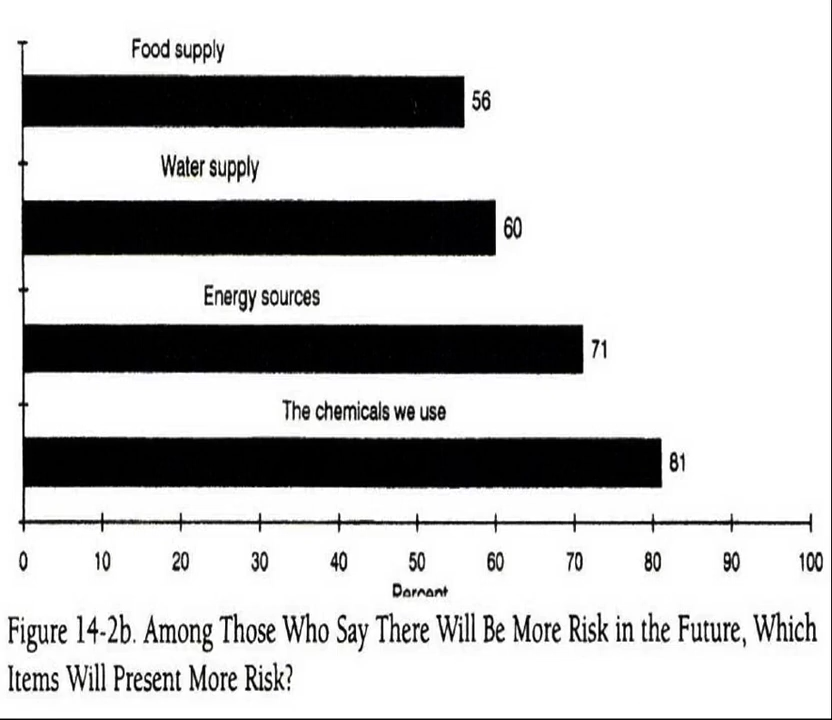 Food supply
56
Water supply
60
Energy sources
71
The chemicals we use
81
0 10 20 30 40 50 60 70 80 90 100
Percent
Figure 14-2b. Among Those Who Say There Will Be More Risk in the Future, Which
Items Will Present More Risk?